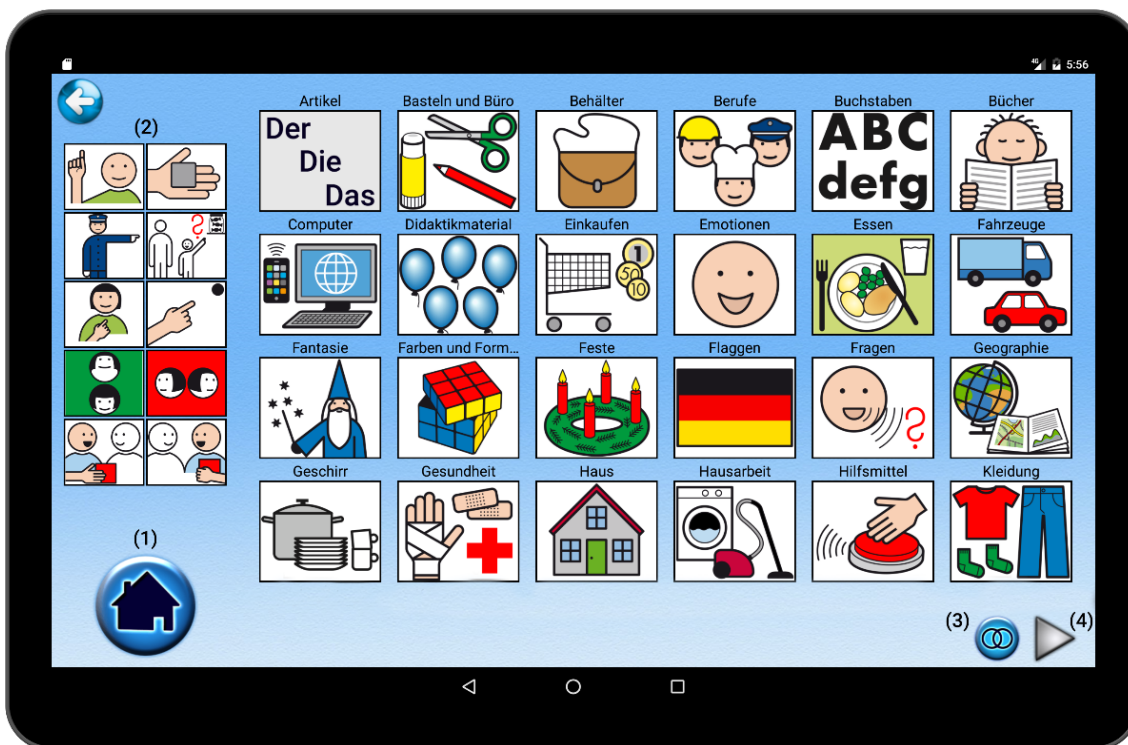 4G 5:56
(2)
Artikel Basteln und Büro Behälter Berufe Buchstaben Bücher
Der
Die
Das
ABC
defg
Computer Didaktikmaterial Einkaufen Emotionen Essen Fahrzeuge
1
50
10
Fantasie Farben und Form... Feste Flaggen Fragen Geographie
?
?
Geschirr Gesundheit Haus Hausarbeit Hilfsmittel Kleidung
(1)
(3) (4)